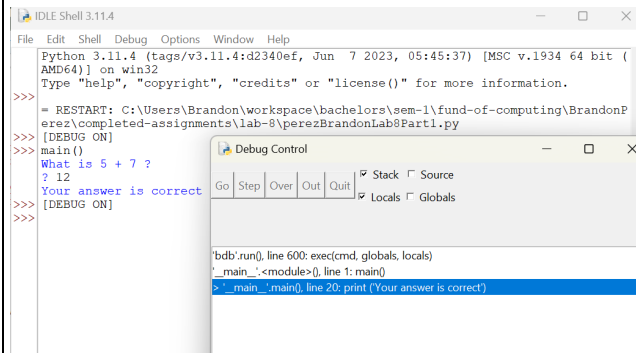 IDLE Shell 3.11.4
File Edit Shell Debug Options Window Help
Python 3.11.4 (tags/v3.11.4:d2340ef, Jun 7 2023, 05:45:37) [MSC v.1934 64 bit (
AMD64)] on win32
Type "help", "copyright", "credits" or "license()" for more information.
>>>
= RESTART: C:\Users\Brandon\workspace\bachelors\sem-1\fund-of-computing\BrandonP
erez\completed-assignments\lab-8\perezBrandonLab8Part1.py
>>> [DEBUG ON]
>>> main()
What is 5 + 7 ?
? 12
Your answer is correct
>>> [DEBUG ON]
>>>
Debug Control
Go Step Over Out Quit Stack Source
Locals Globals
'bdb'.run(), line 600: exec(cmd, globals, locals)
'__main__'.<module>(), line 1: main()
> '__main__'.main(), line 20: print ('Your answer is correct')